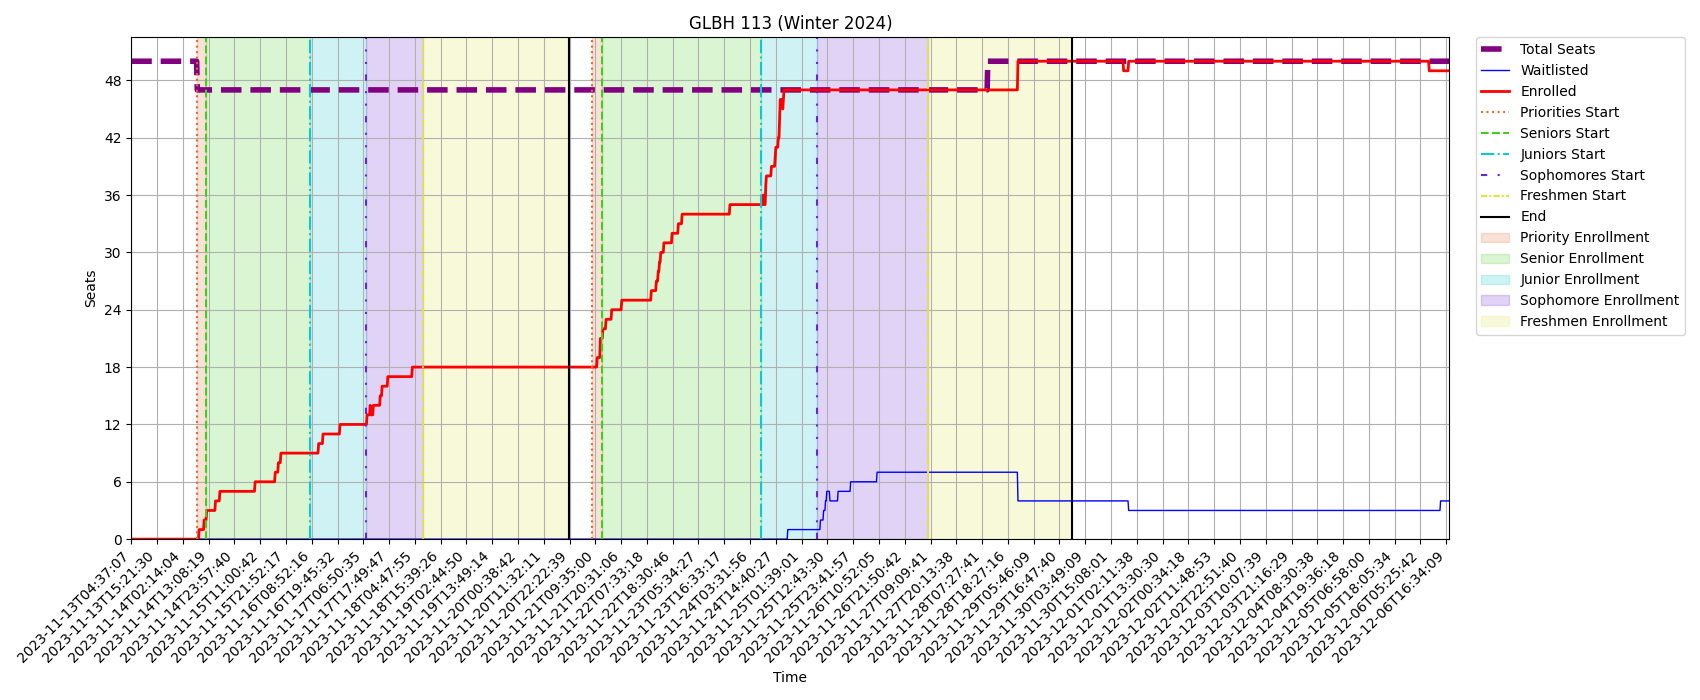 GLBH 113 (Winter 2024)
Total Seats
Waitlisted
Enrolled
Priorities Start
Seniors Start
Juniors Start
Sophomores Start
Freshmen Start
End
Priority Enrollment
Senior Enrollment
Junior Enrollment
Sophomore Enrollment
Freshmen Enrollment
Seats
48
42
36
30
24
18
12
6
0
2023-11-13T04:37:07
2023-11-13T15:21:30
2023-11-14T02:14:04
2023-11-14T13:08:19
2023-11-14T23:57:40
2023-11-15T11:00:42
2023-11-15T21:52:17
2023-11-16T08:52:16
2023-11-16T19:45:32
2023-11-17T06:50:35
2023-11-17T17:49:47
2023-11-18T04:47:55
2023-11-18T15:39:26
2023-11-19T02:44:50
2023-11-19T13:49:14
2023-11-20T00:38:42
2023-11-20T11:32:11
2023-11-20T22:22:39
2023-11-21T09:35:00
2023-11-21T20:31:06
2023-11-22T07:33:18
2023-11-22T18:30:46
2023-11-23T05:34:27
2023-11-23T16:33:17
2023-11-24T03:31:56
2023-11-24T14:40:27
2023-11-25T01:39:01
2023-11-25T12:43:30
2023-11-25T23:41:57
2023-11-26T10:52:05
2023-11-26T21:50:42
2023-11-27T09:09:41
2023-11-27T20:13:38
2023-11-28T07:27:41
2023-11-28T18:27:16
2023-11-29T05:46:09
2023-11-29T16:47:40
2023-11-30T03:49:09
2023-11-30T15:08:01
2023-12-01T02:11:38
2023-12-01T13:30:30
2023-12-02T00:34:18
2023-12-02T11:48:53
2023-12-02T22:51:40
2023-12-03T10:07:39
2023-12-03T21:16:29
2023-12-04T08:30:38
2023-12-04T19:36:18
2023-12-05T06:58:00
2023-12-05T18:05:34
2023-12-06T05:25:42
2023-12-06T16:34:09
Time